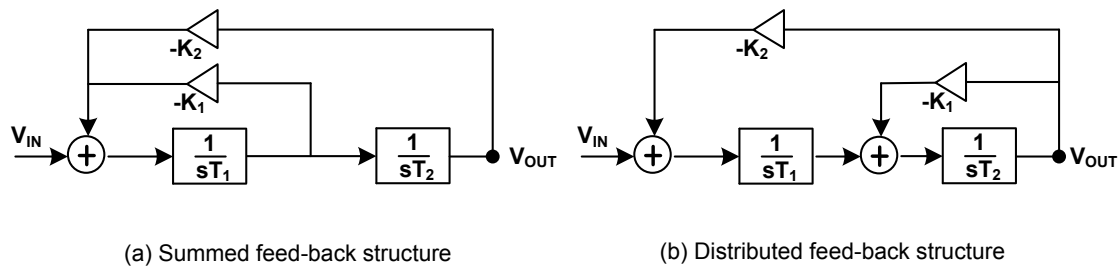 -K₂
-K₁
V_IN
+
1
sT₁
1
sT₂
V_OUT
(a) Summed feed-back structure
-K₂
-K₁
V_IN
+
1
sT₁
+
1
sT₂
V_OUT
(b) Distributed feed-back structure